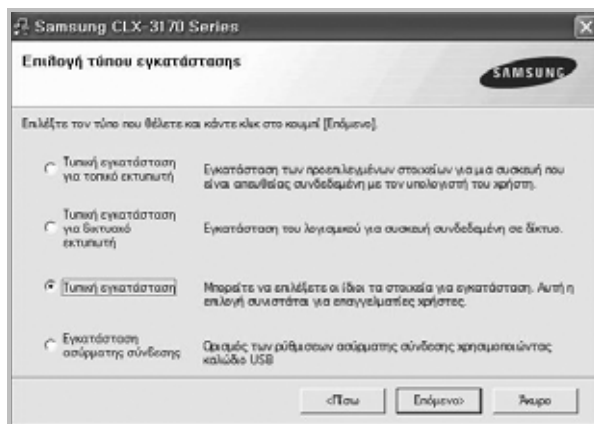 Samsung CLX-3170 Series
Επιλογή τύπου εγκατάστασης
SAMSUNG
Επιλέξτε τον τύπο που θέλετε και κάντε κλικ στο κουμπί [Επόμενο].
Τυπική εγκατάσταση
για τοπικό εκτυπωτή
Εγκατάσταση των προεπιλεγμένων στοιχείων για μια συσκευή που
είναι απευθείας συνδεδεμένη με τον υπολογιστή του χρήστη.
Τυπική εγκατάσταση
για δικτυακό
εκτυπωτή
Εγκατάσταση του λογισμικού για συσκευή συνδεδεμένη σε δίκτυο.
Τυπική εγκατάσταση
Μπορείτε να επιλέξετε οι ίδιοι τα στοιχεία για εγκατάσταση. Αυτή η
επιλογή συνιστάται για επαγγελματίες χρήστες.
Εγκατάσταση
ασύρματης σύνδεσης
Ορισμός των ρύθμισεων ασύρματης σύνδεσης χρησιμοποιώντας
καλώδιο USB
<Πίσω
Επόμενο>
Άκυρο